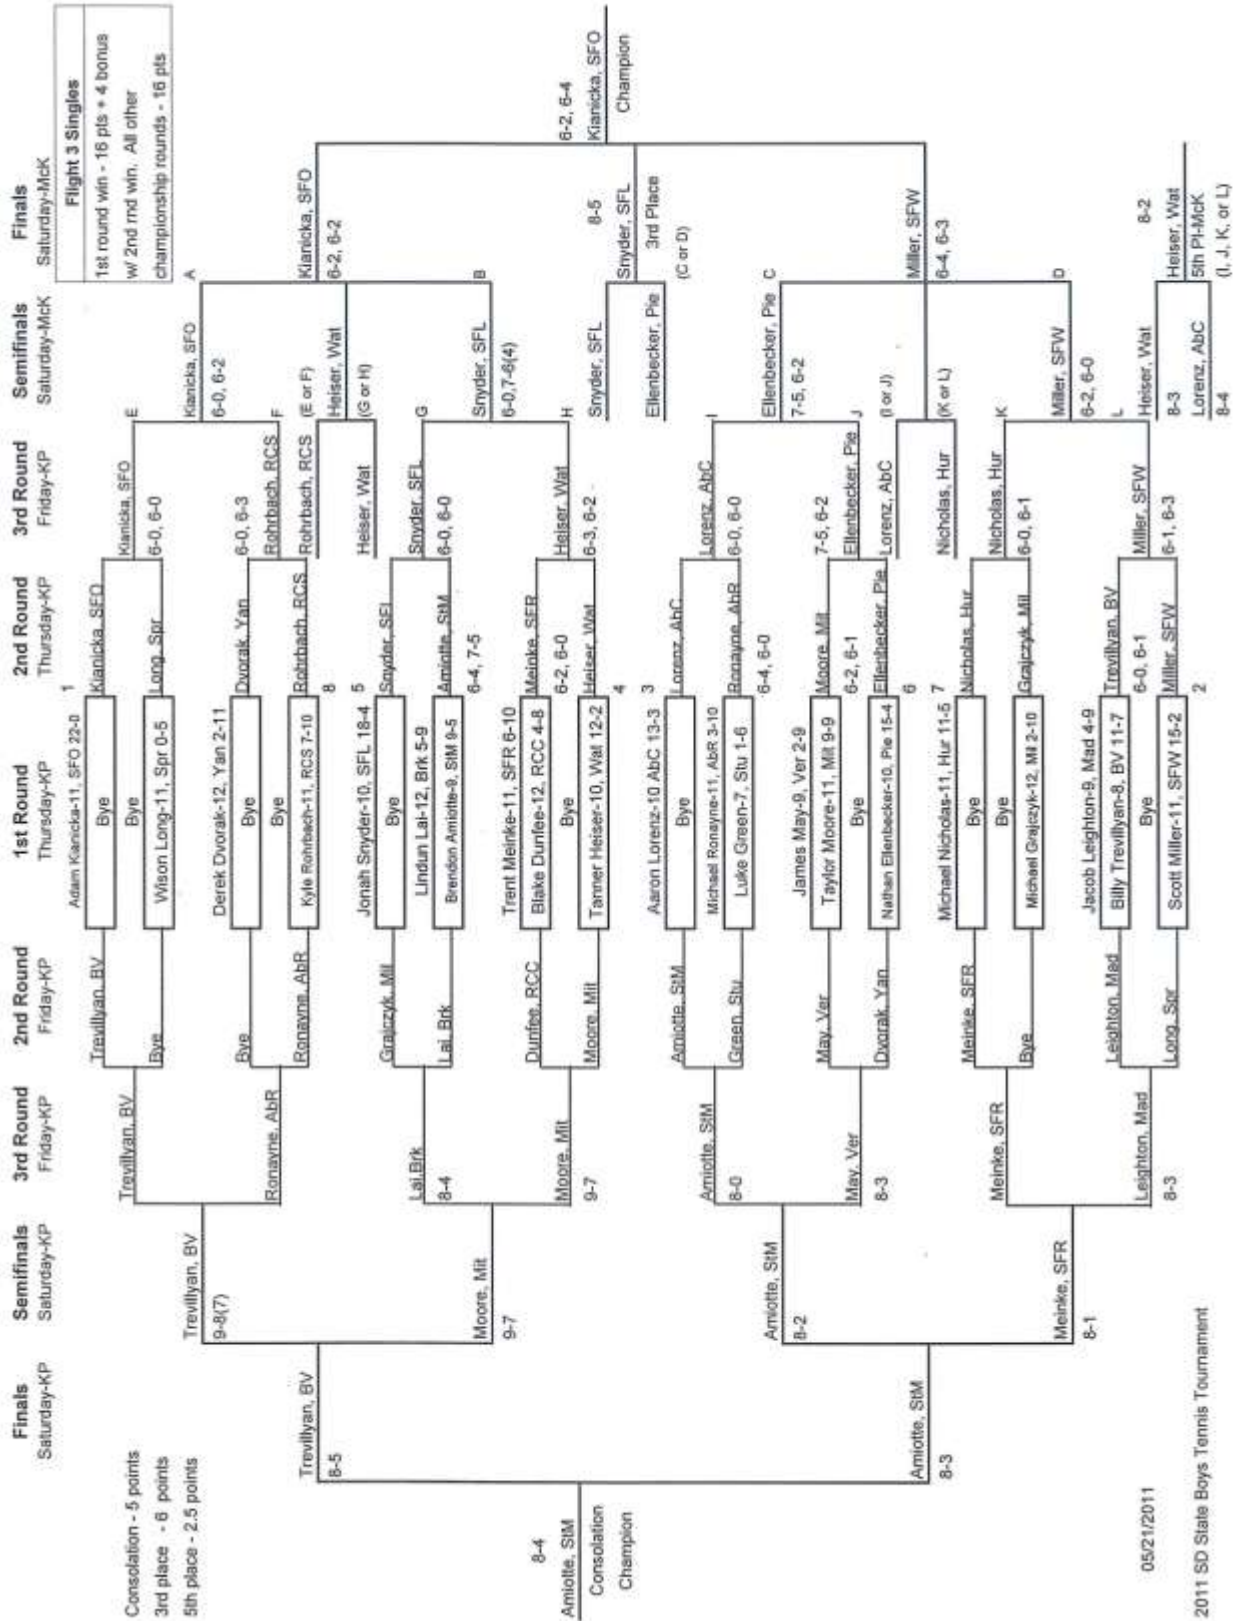 Finals
Saturday-KP
Semifinals
Saturday-KP
3rd Round
Friday-KP
2nd Round
Friday-KP
1st Round
Thursday-KP
2nd Round
Thursday-KP
3rd Round
Friday-KP
Semifinals
Saturday-McK
Finals
Saturday-McK
Flight 3 Singles
1st round win - 16 pts + 4 bonus
w/ 2nd rnd win. All other
championship rounds - 16 pts
Consolation - 5 points
3rd place - 6 points
5th place - 2.5 points
Adam Kianicka-11, SFO 22-0
1
Bye
Bye
Wison Long-11, Spr 0-5
Derek Dvorak-12, Yan 2-11
Bye
Bye
Kyle Rohrbach-11, RCS 7-10
8
Jonah Snyder-10, SFL 18-4
5
Bye
Lindun Lai-12, Brk 5-9
Brendon Amiotte-9, StM 9-5
Trent Meinke-11, SFR 6-10
Blake Dunfee-12, RCC 4-8
Bye
Tanner Heiser-10, Wat 12-2
4
Aaron Lorenz-10 AbC 13-3
3
Bye
Michael Ronayne-11, AbR 3-10
Luke Green-7, Stu 1-6
James May-9, Ver 2-9
Taylor Moore-11, Mit 9-9
Bye
Nathan Ellenbecker-10, Pie 15-4
6
Michael Nicholas-11, Hur 11-5
7
Bye
Bye
Michael Grajczyk-12, Mil 2-10
Jacob Leighton-9, Mad 4-9
Billy Trevillyan-8, BV 11-7
Bye
Scott Miller-11, SFW 15-2
2
Kianicka, SFO
Long, Spr
Dvorak, Yan
Rohrbach, RCS
Snyder, SFL
Amiotte, StM
6-4, 7-5
Meinke, SFR
6-2, 6-0
Heiser, Wat
Lorenz, AbC
Ronayne, AbR
6-4, 6-0
Moore, Mit
6-2, 6-1
Ellenbecker, Pie
Nicholas, Hur
Grajczyk, Mil
Trevillyan, BV
6-0, 6-1
Miller, SFW
Kianicka, SFO
6-0, 6-0
E
6-0, 6-3
Rohrbach, RCS
F
Rohrbach, RCS
(E or F)
Heiser, Wat
(G or H)
Heiser, Wat
Snyder, SFL
6-0, 6-0
G
Heiser, Wat
6-3, 6-2
H
Lorenz, AbC
6-0, 6-0
I
7-5, 6-2
Ellenbecker, Pie
J
Lorenz, AbC
(I or J)
Nicholas, Hur
(K or L)
Nicholas, Hur
6-0, 6-1
K
Miller, SFW
6-1, 6-3
L
Kianicka, SFO
6-0, 6-2
A
Snyder, SFL
6-0,7-6(4)
B
Snyder, SFL
Ellenbecker, Pie
Snyder, SFL
8-5
3rd Place
(C or D)
Ellenbecker, Pie
7-5, 6-2
C
Miller, SFW
6-2, 6-0
D
Heiser, Wat
8-3
Lorenz, AbC
8-4
Heiser, Wat
8-2
5th Pl-McK
(I, J, K, or L)
Kianicka, SFO
6-2, 6-2
Miller, SFW
6-4, 6-3
6-2, 6-4
Kianicka, SFO
Champion
Trevillyan, BV
Bye
Bye
Ronayne, AbR
Grajczyk, Mil
Lai, Brk
Dunfee, RCC
Moore, Mit
Amiotte, StM
Green, Stu
May, Ver
Dvorak, Yan
Meinke, SFR
Bye
Leighton, Mad
Long, Spr
Trevillyan, BV
Ronayne, AbR
Lai,Brk
8-4
Moore, Mit
9-7
Amiotte, StM
8-0
May, Ver
8-3
Meinke, SFR
Leighton, Mad
8-3
Trevillyan, BV
9-8(7)
Moore, Mit
9-7
Amiotte, StM
8-2
Meinke, SFR
8-1
Trevillyan, BV
8-5
Amiotte, StM
8-3
8-4
Amiotte, StM
Consolation
Champion
05/21/2011
2011 SD State Boys Tennis Tournament